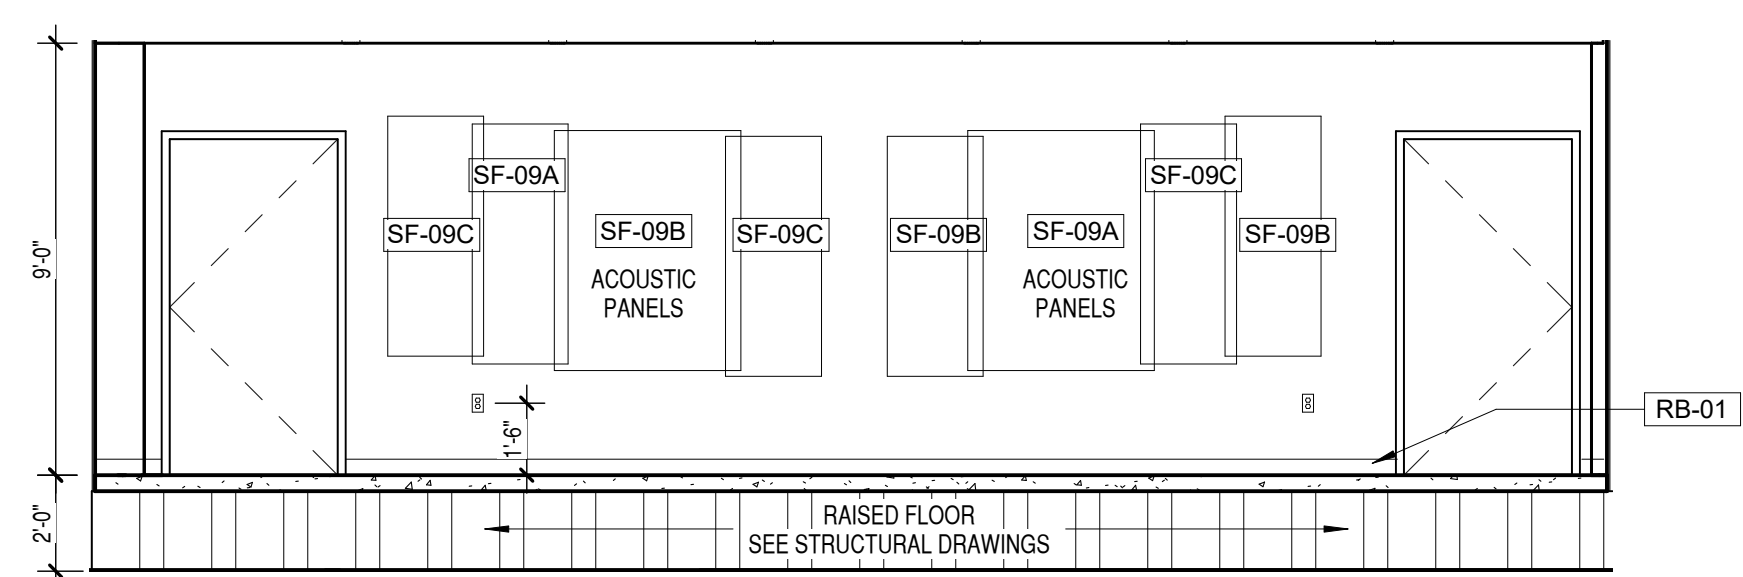 9'-0"
SF-09A
SF-09C
SF-09C
SF-09B
SF-09C
SF-09B
SF-09A
SF-09B
ACOUSTIC
PANELS
ACOUSTIC
PANELS
1'-6"
RB-01
2'-0"
RAISED FLOOR
SEE STRUCTURAL DRAWINGS